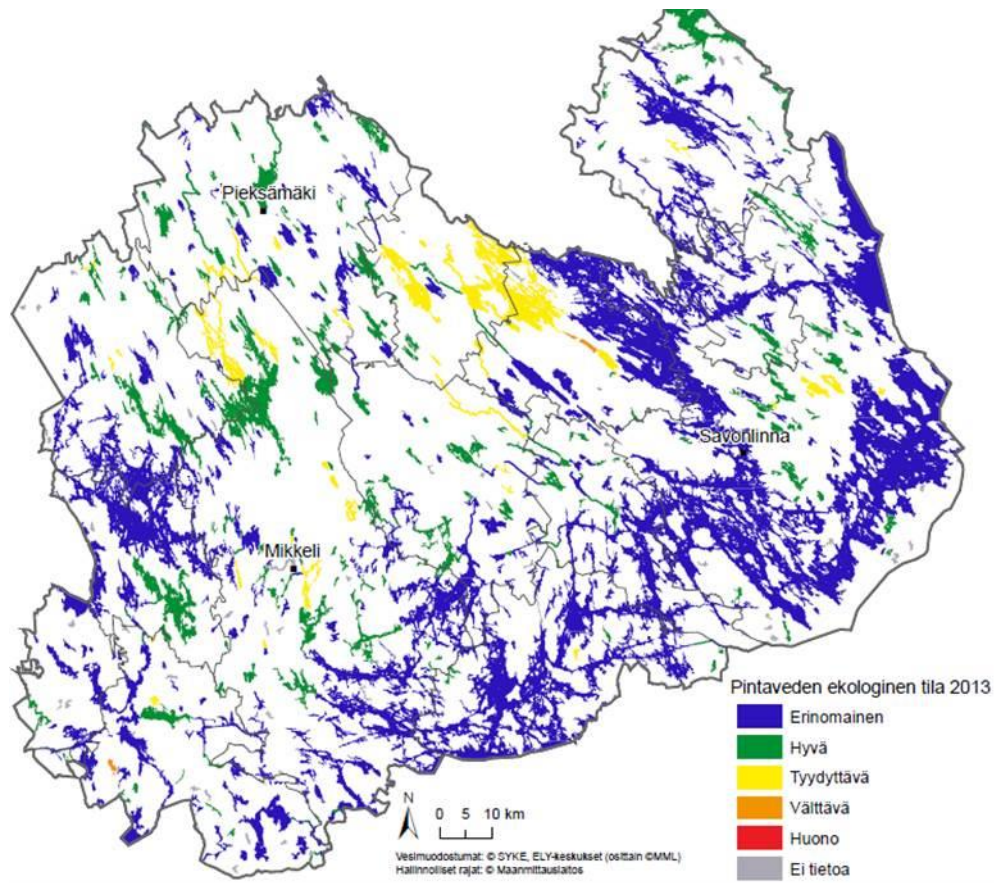 Pieksämäki
Savonlinna
Mikkeli
Pintaveden ekologinen tila 2013
Erinomainen
Hyvä
Tyydyttävä
Välttävä
Huono
Ei tietoa
N
0 5 10 km
Vesimuodostumat: © SYKE, ELY-keskukset (osittain ©MML)
Hallinnolliset rajat: © Maanmittauslaitos